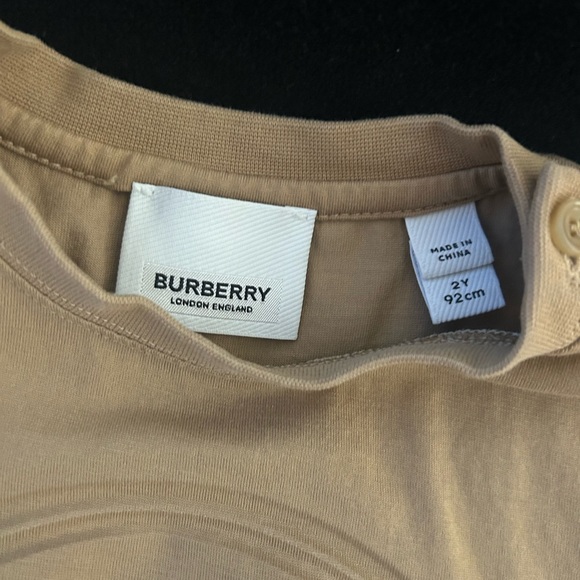 BURBERRY
LONDON ENGLAND
MADE IN
CHINA
2Y
92cm